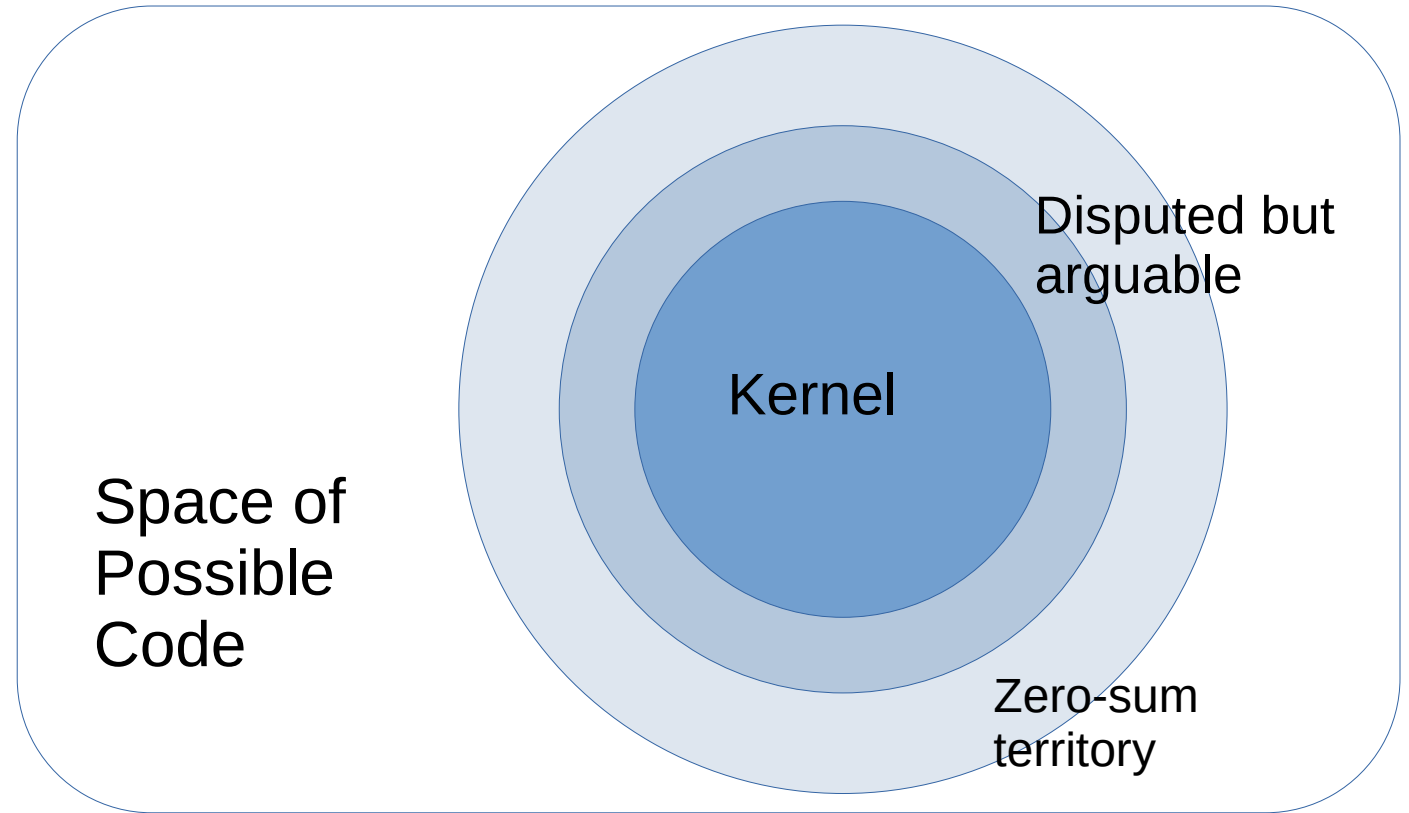 Disputed but
arguable
Kernel
Space of
Possible
Code
Zero-sum
territory